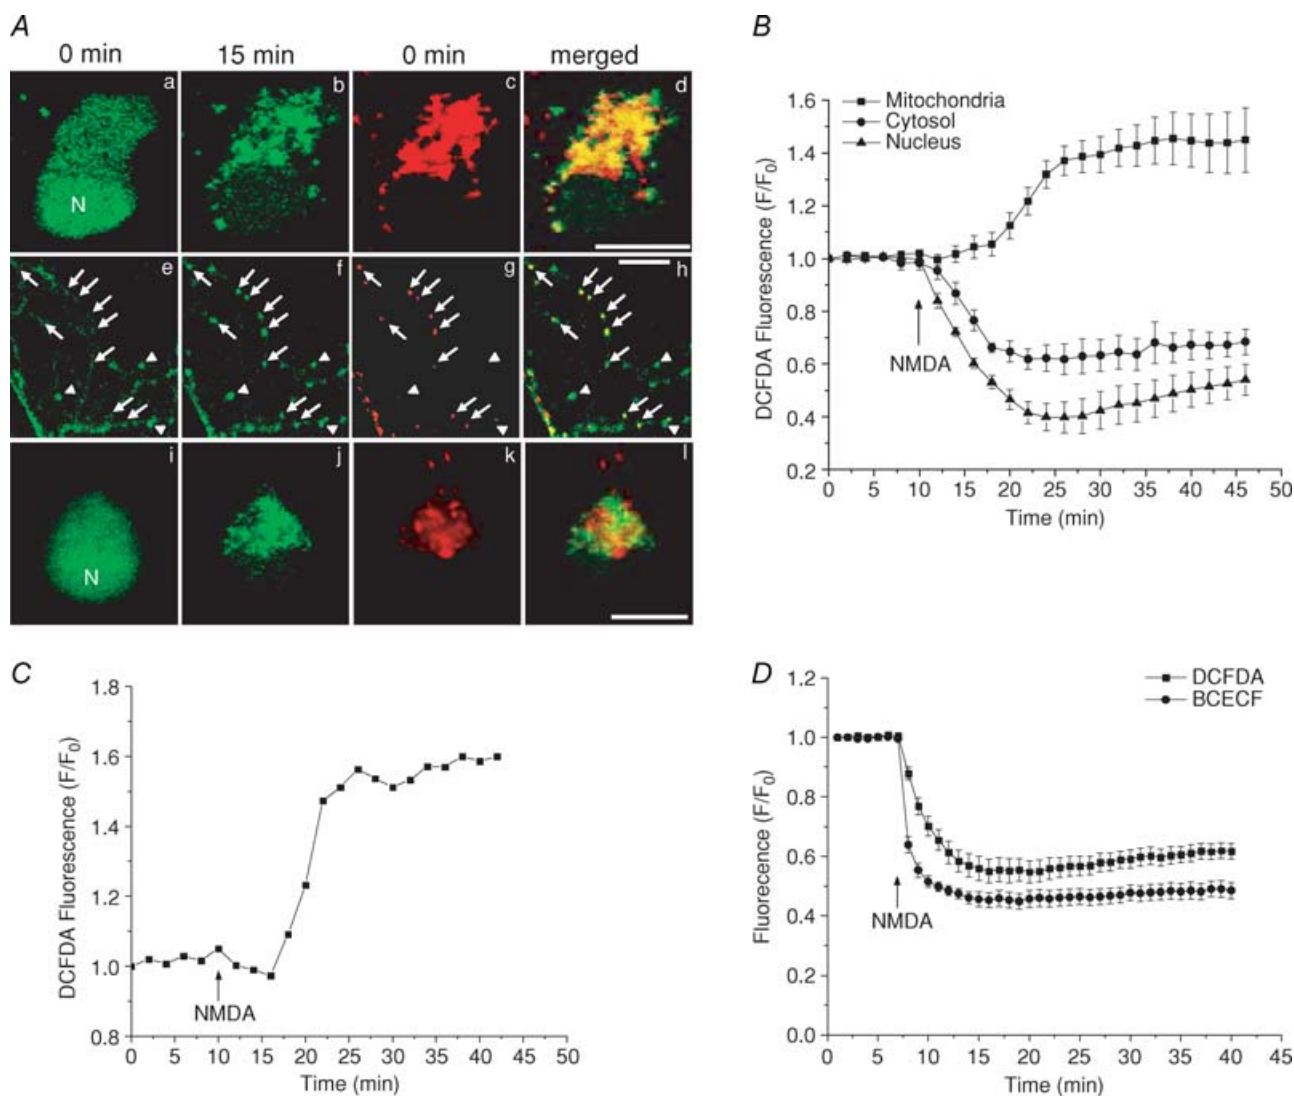 A
0 min 15 min 0 min merged
a b c d
N
e f g h
i j k l
N
B
Mitochondria
Cytosol
Nucleus
DCFDA Fluorescence (F/F0)
1.6
1.4
1.2
1.0
0.8
0.6
0.4
0.2
NMDA
0 5 10 15 20 25 30 35 40 45 50
Time (min)
C
DCFDA Fluorescence (F/F0)
1.8
1.6
1.4
1.2
1.0
0.8
NMDA
0 5 10 15 20 25 30 35 40 45 50
Time (min)
D
DCFDA
BCECF
Fluorecence (F/F0)
1.2
1.0
0.8
0.6
0.4
0.2
0.0
NMDA
0 5 10 15 20 25 30 35 40 45
Time (min)